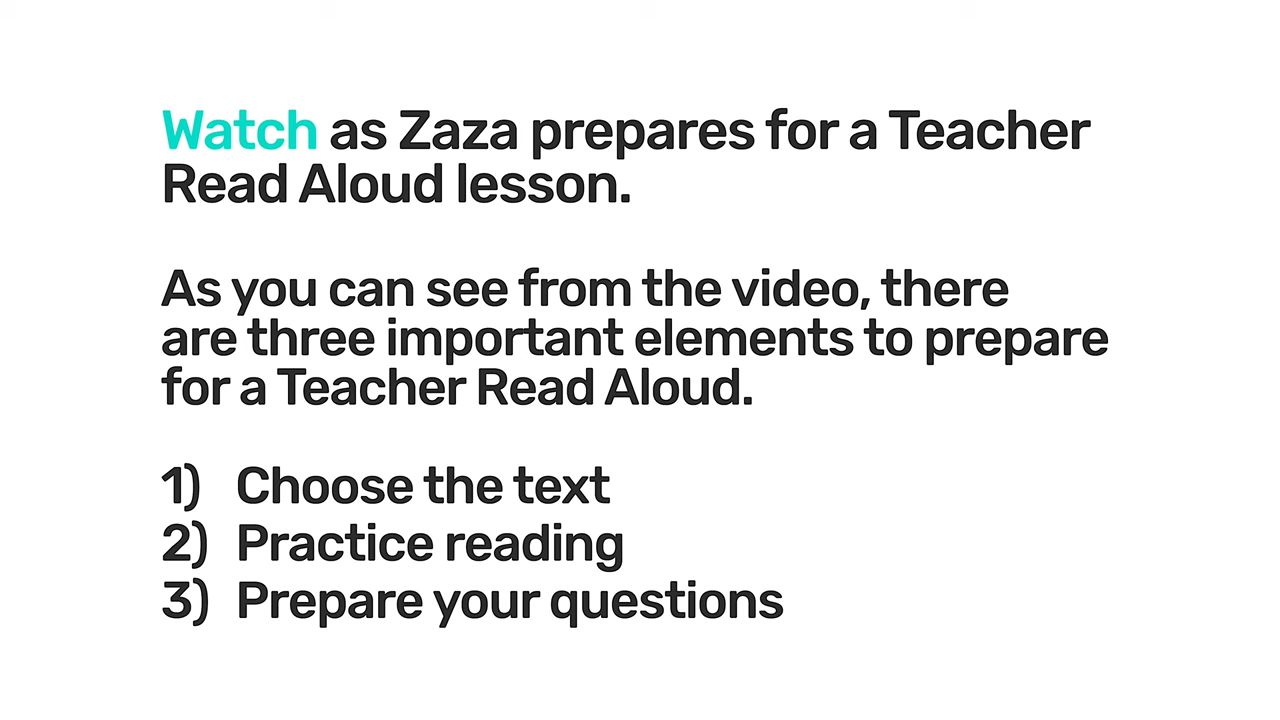 Watch as Zaza prepares for a Teacher
Read Aloud lesson.
As you can see from the video, there
are three important elements to prepare
for a Teacher Read Aloud.
1) Choose the text
2) Practice reading
3) Prepare your questions